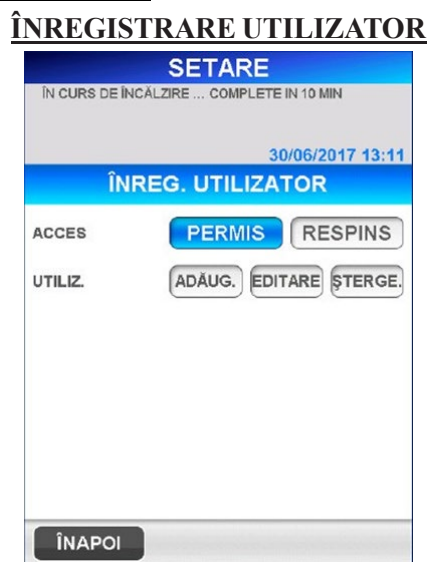 ÎNREGISTRARE UTILIZATOR
SETARE
ÎN CURS DE ÎNCĂLZIRE ... COMPLETE IN 10 MIN
30/06/2017 13:11
ÎNREG. UTILIZATOR
ACCES PERMIS RESPINS
UTILIZ. ADĂUG. EDITARE ŞTERGE.
ÎNAPOI